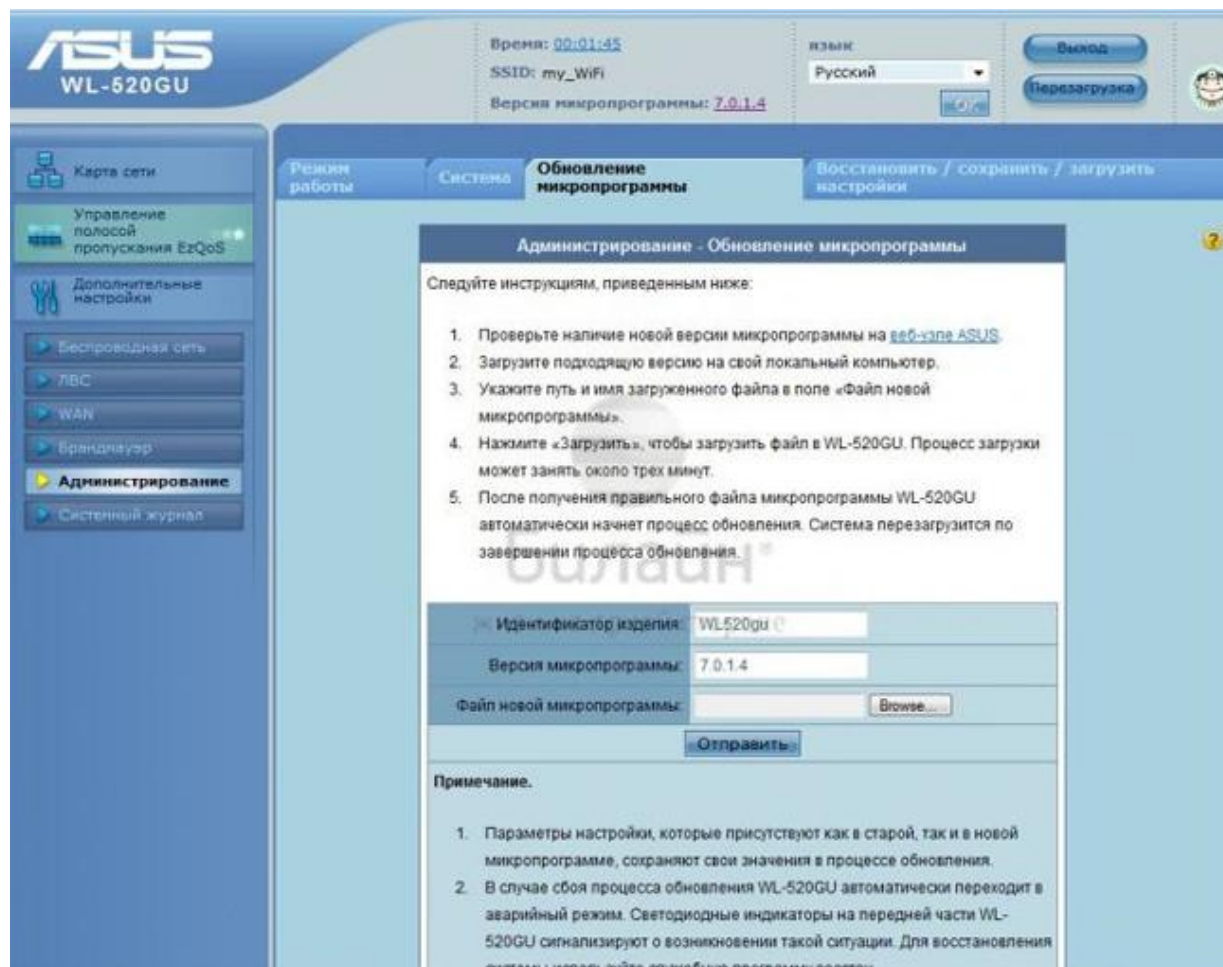 ASUS
WL-520GU
Время: 00:01:45
SSID: my_WiFi
Версия микропрограммы: 7.0.1.4
язык
Русский
OK
Выход
Перезагрузка
Карта сети
Управление
полосой
пропускания EzQoS
Дополнительные
настройки
Беспроводная сеть
ЛВС
WAN
Брандмауэр
Администрирование
Системный журнал
Режим
работы
Система
Обновление
микропрограммы
Восстановить / сохранить / загрузить
настройки
Администрирование - Обновление микропрограммы
Следуйте инструкциям, приведенным ниже:
1. Проверьте наличие новой версии микропрограммы на веб-узле ASUS.
2. Загрузите подходящую версию на свой локальный компьютер.
3. Укажите путь и имя загруженного файла в поле «Файл новой
микропрограммы».
4. Нажмите «Загрузить», чтобы загрузить файл в WL-520GU. Процесс загрузки
может занять около трех минут.
5. После получения правильного файла микропрограммы WL-520GU
автоматически начнет процесс обновления. Система перезагрузится по
завершении процесса обновления.
билайн
Идентификатор изделия: WL520gu
Версия микропрограммы: 7.0.1.4
Файл новой микропрограммы: Browse...
Отправить
Примечание.
1. Параметры настройки, которые присутствуют как в старой, так и в новой
микропрограмме, сохраняют свои значения в процессе обновления.
2. В случае сбоя процесса обновления WL-520GU автоматически переходит в
аварийный режим. Светодиодные индикаторы на передней части WL-
520GU сигнализируют о возникновении такой ситуации. Для восстановления